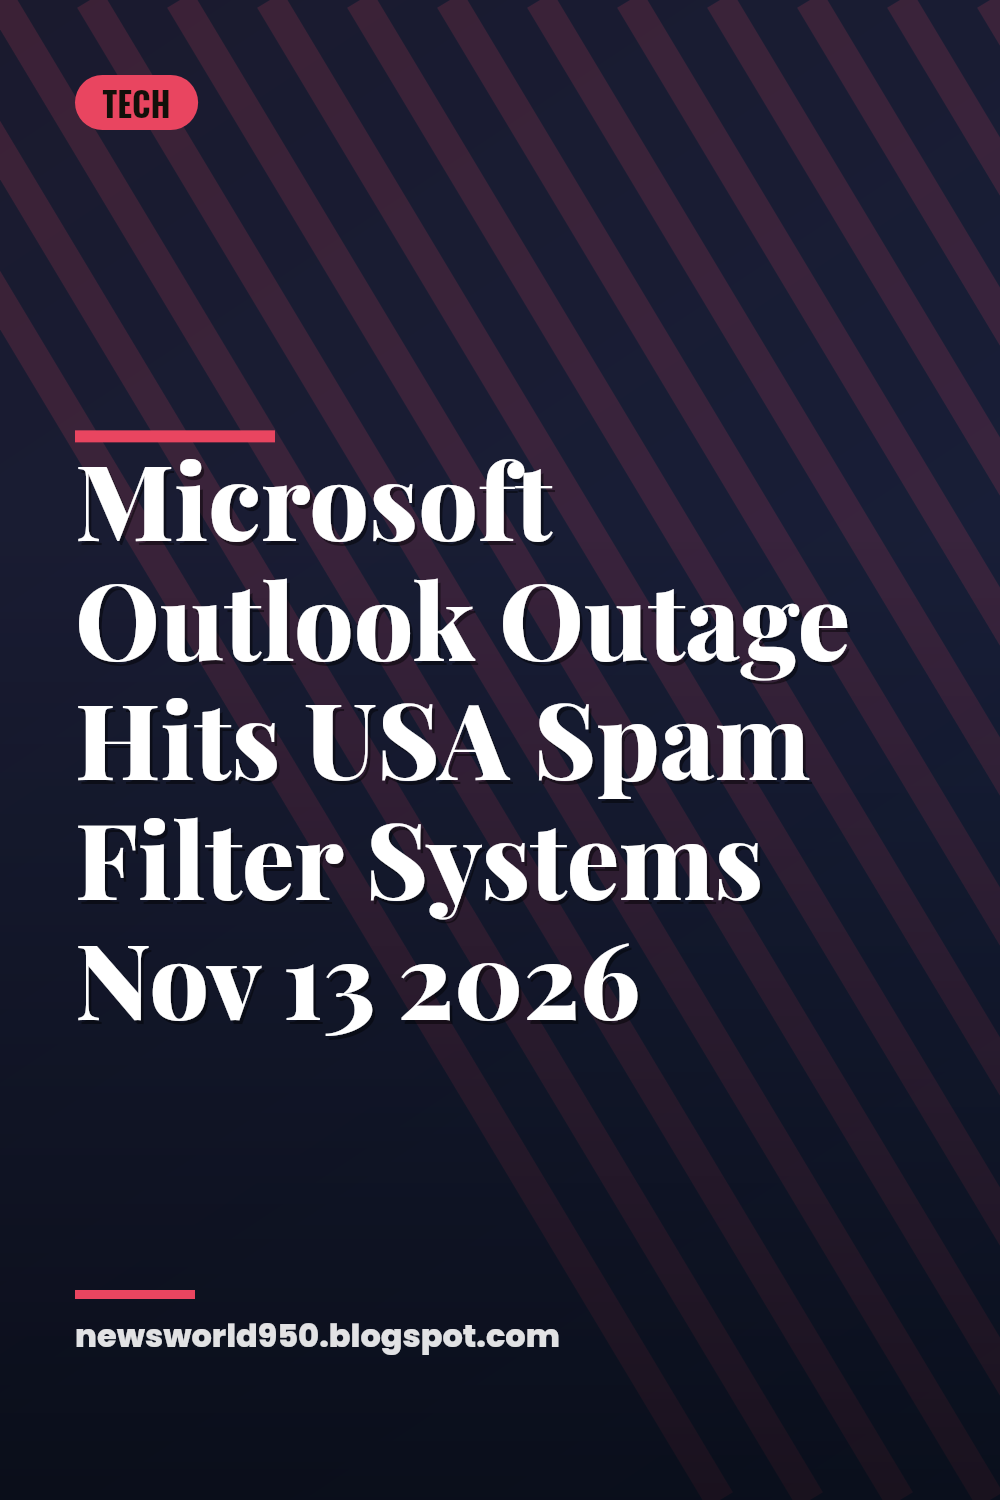 TECH
Microsoft
Outlook Outage
Hits USA Spam
Filter Systems
Nov 13 2026
newsworld950.blogspot.com